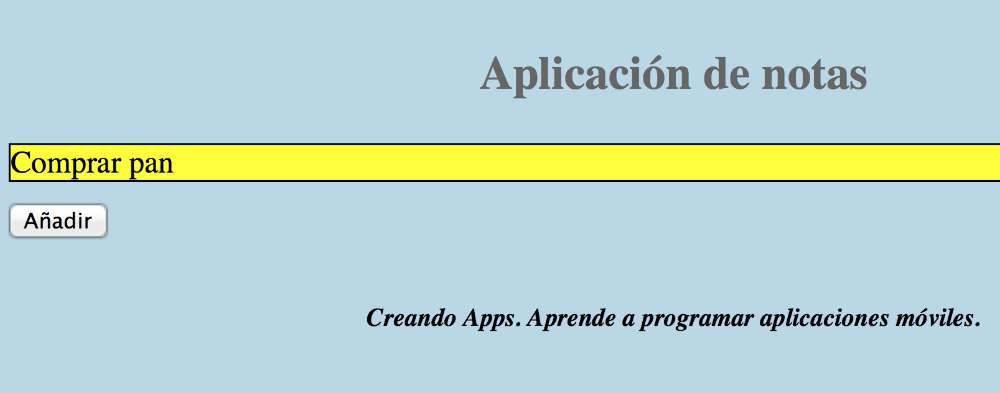 Aplicación de notas
Comprar pan
Añadir
Creando Apps. Aprende a programar aplicaciones móviles.